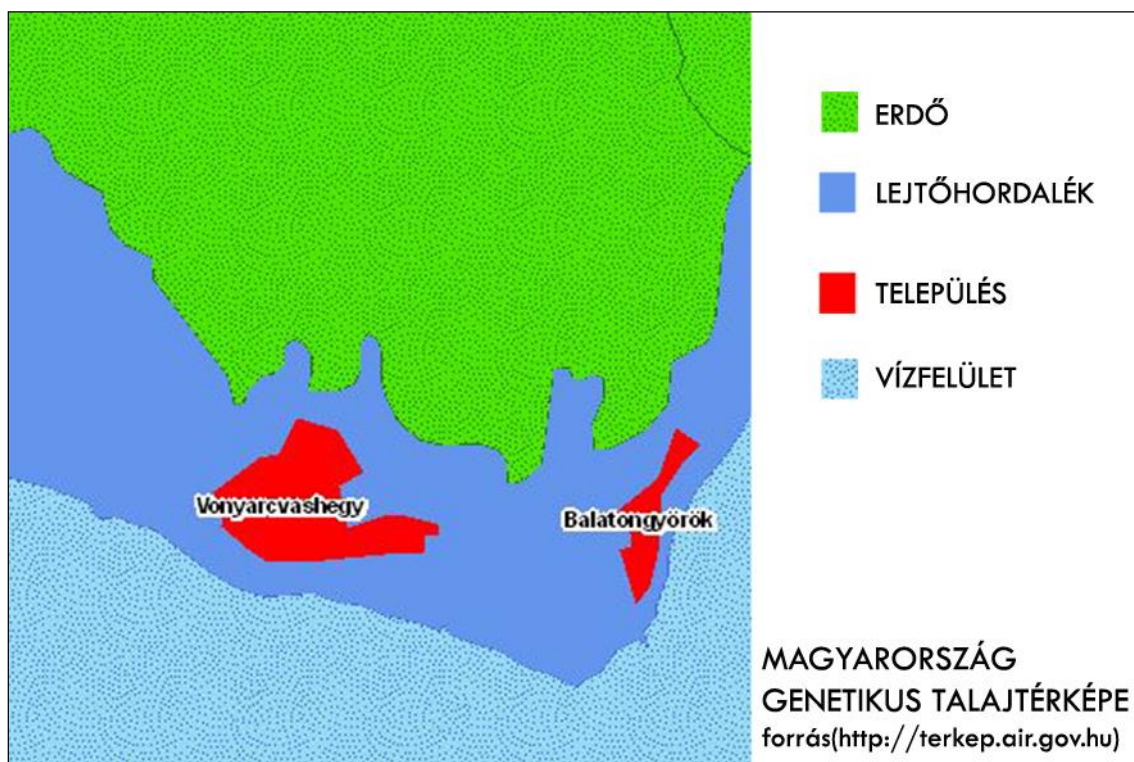 ERDŐ
LEJTŐHORDALÉK
TELEPÜLÉS
VÍZFELÜLET
Vonyarcvashegy
Balatongyörök
MAGYARORSZÁG
GENETIKUS TALAJTÉRKÉPE
forrás(http://terkep.air.gov.hu)